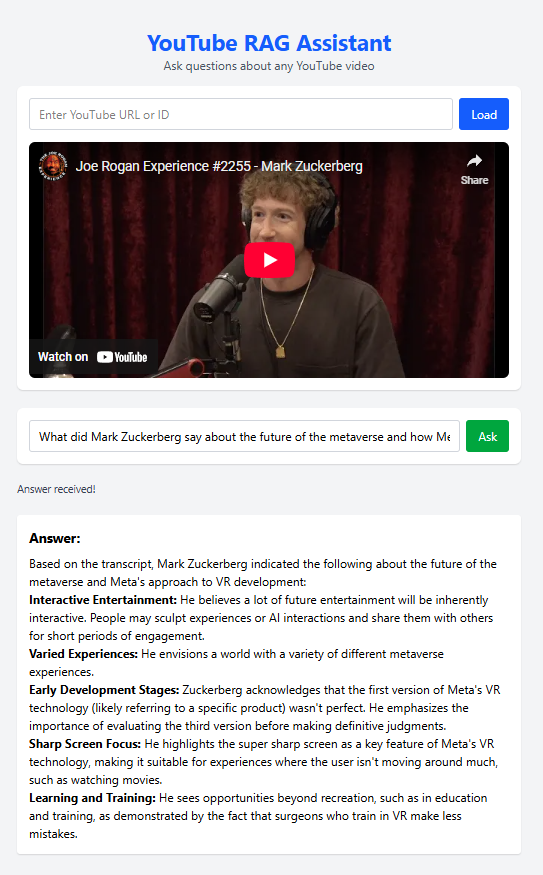 YouTube RAG Assistant
Ask questions about any YouTube video
Enter YouTube URL or ID
Load
Joe Rogan Experience #2255 - Mark Zuckerberg
Share
Watch on YouTube
What did Mark Zuckerberg say about the future of the metaverse and how Me
Ask
Answer received!
Answer:
Based on the transcript, Mark Zuckerberg indicated the following about the future of the
metaverse and Meta's approach to VR development:
Interactive Entertainment: He believes a lot of future entertainment will be inherently
interactive. People may sculpt experiences or AI interactions and share them with others
for short periods of engagement.
Varied Experiences: He envisions a world with a variety of different metaverse
experiences.
Early Development Stages: Zuckerberg acknowledges that the first version of Meta's VR
technology (likely referring to a specific product) wasn't perfect. He emphasizes the
importance of evaluating the third version before making definitive judgments.
Sharp Screen Focus: He highlights the super sharp screen as a key feature of Meta's VR
technology, making it suitable for experiences where the user isn't moving around much,
such as watching movies.
Learning and Training: He sees opportunities beyond recreation, such as in education
and training, as demonstrated by the fact that surgeons who train in VR make less
mistakes.